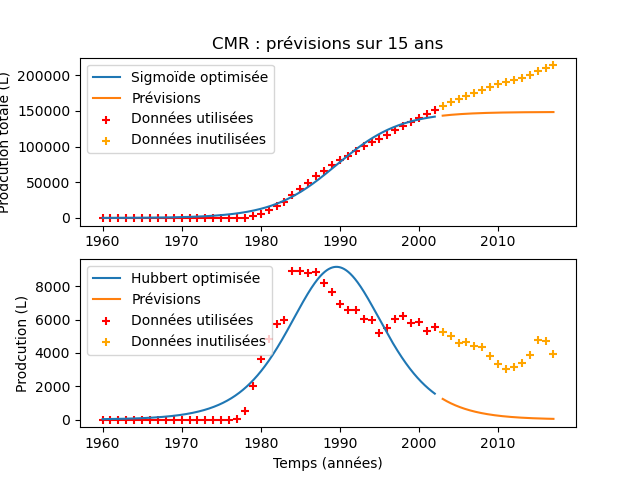 CMR : prévisions sur 15 ans
Prodcution totale (L)
200000
150000
100000
50000
0
Sigmoïde optimisée
Prévisions
Données utilisées
Données inutilisées
1960 1970 1980 1990 2000 2010
Prodcution (L)
8000
6000
4000
2000
0
Hubbert optimisée
Prévisions
Données utilisées
Données inutilisées
1960 1970 1980 1990 2000 2010
Temps (années)